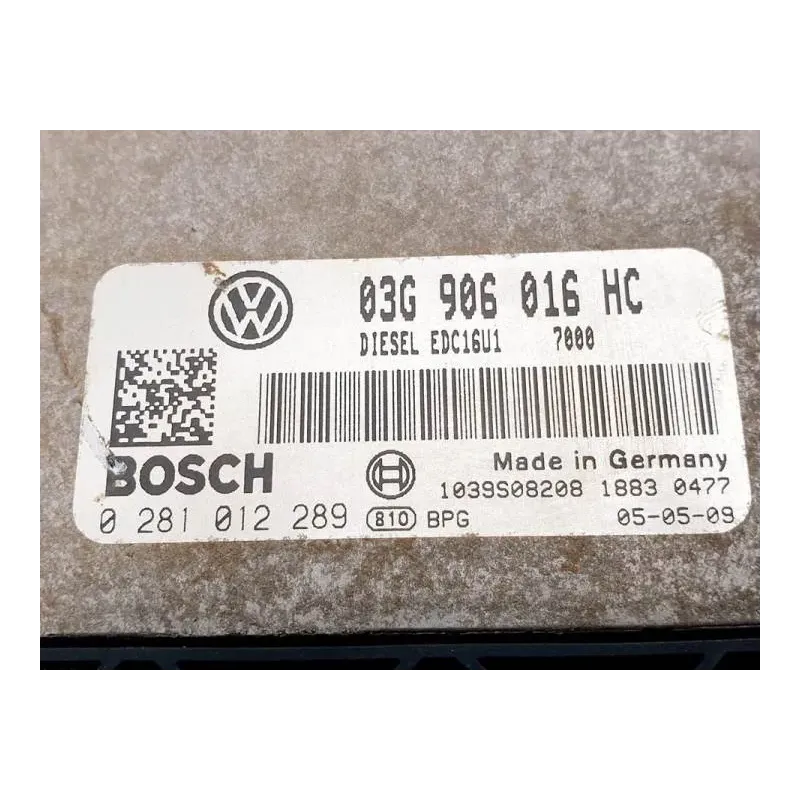 VW
03G 906 016 HC
DIESEL EDC16U1 7000
BOSCH
Made in Germany
1039S08208 1883 0477
0 281 012 289 810 BPG 05-05-09